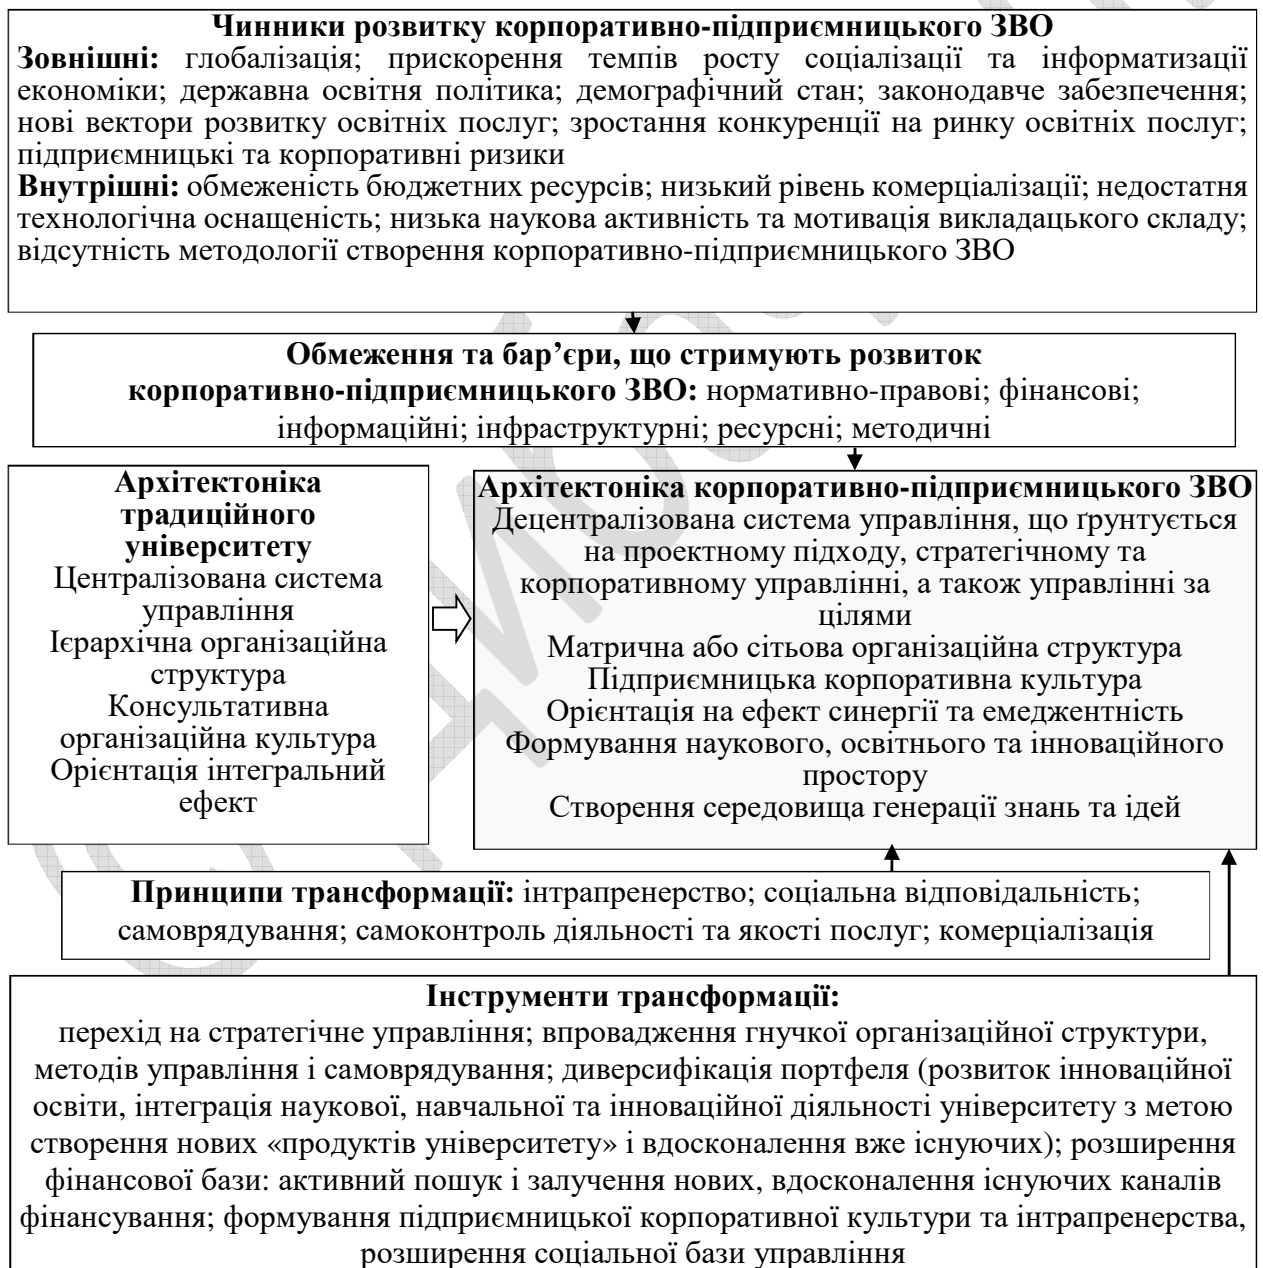 Чинники розвитку корпоративно-підприємницького ЗВО
Зовнішні: глобалізація; прискорення темпів росту соціалізації та інформатизації
економіки; державна освітня політика; демографічний стан; законодавче забезпечення;
нові вектори розвитку освітніх послуг; зростання конкуренції на ринку освітніх послуг;
підприємницькі та корпоративні ризики
Внутрішні: обмеженість бюджетних ресурсів; низький рівень комерціалізації; недостатня
технологічна оснащеність; низька наукова активність та мотивація викладацького складу;
відсутність методології створення корпоративно-підприємницького ЗВО
Обмеження та бар’єри, що стримують розвиток
корпоративно-підприємницького ЗВО: нормативно-правові; фінансові;
інформаційні; інфраструктурні; ресурсні; методичні
Архітектоніка
традиційного
університету
Централізована система
управління
Ієрархічна організаційна
структура
Консультативна
організаційна культура
Орієнтація інтегральний
ефект
Архітектоніка корпоративно-підприємницького ЗВО
Децентралізована система управління, що ґрунтується
на проектному підходу, стратегічному та
корпоративному управлінні, а також управлінні за
цілями
Матрична або сітьова організаційна структура
Підприємницька корпоративна культура
Орієнтація на ефект синергії та емеджентність
Формування наукового, освітнього та інноваційного
простору
Створення середовища генерації знань та ідей
Принципи трансформації: інтрапренерство; соціальна відповідальність;
самоврядування; самоконтроль діяльності та якості послуг; комерціалізація
Інструменти трансформації:
перехід на стратегічне управління; впровадження гнучкої організаційної структури,
методів управління і самоврядування; диверсифікація портфеля (розвиток інноваційної
освіти, інтеграція наукової, навчальної та інноваційної діяльності університету з метою
створення нових «продуктів університету» і вдосконалення вже існуючих); розширення
фінансової бази: активний пошук і залучення нових, вдосконалення існуючих каналів
фінансування; формування підприємницької корпоративної культури та інтрапренерства,
розширення соціальної бази управління